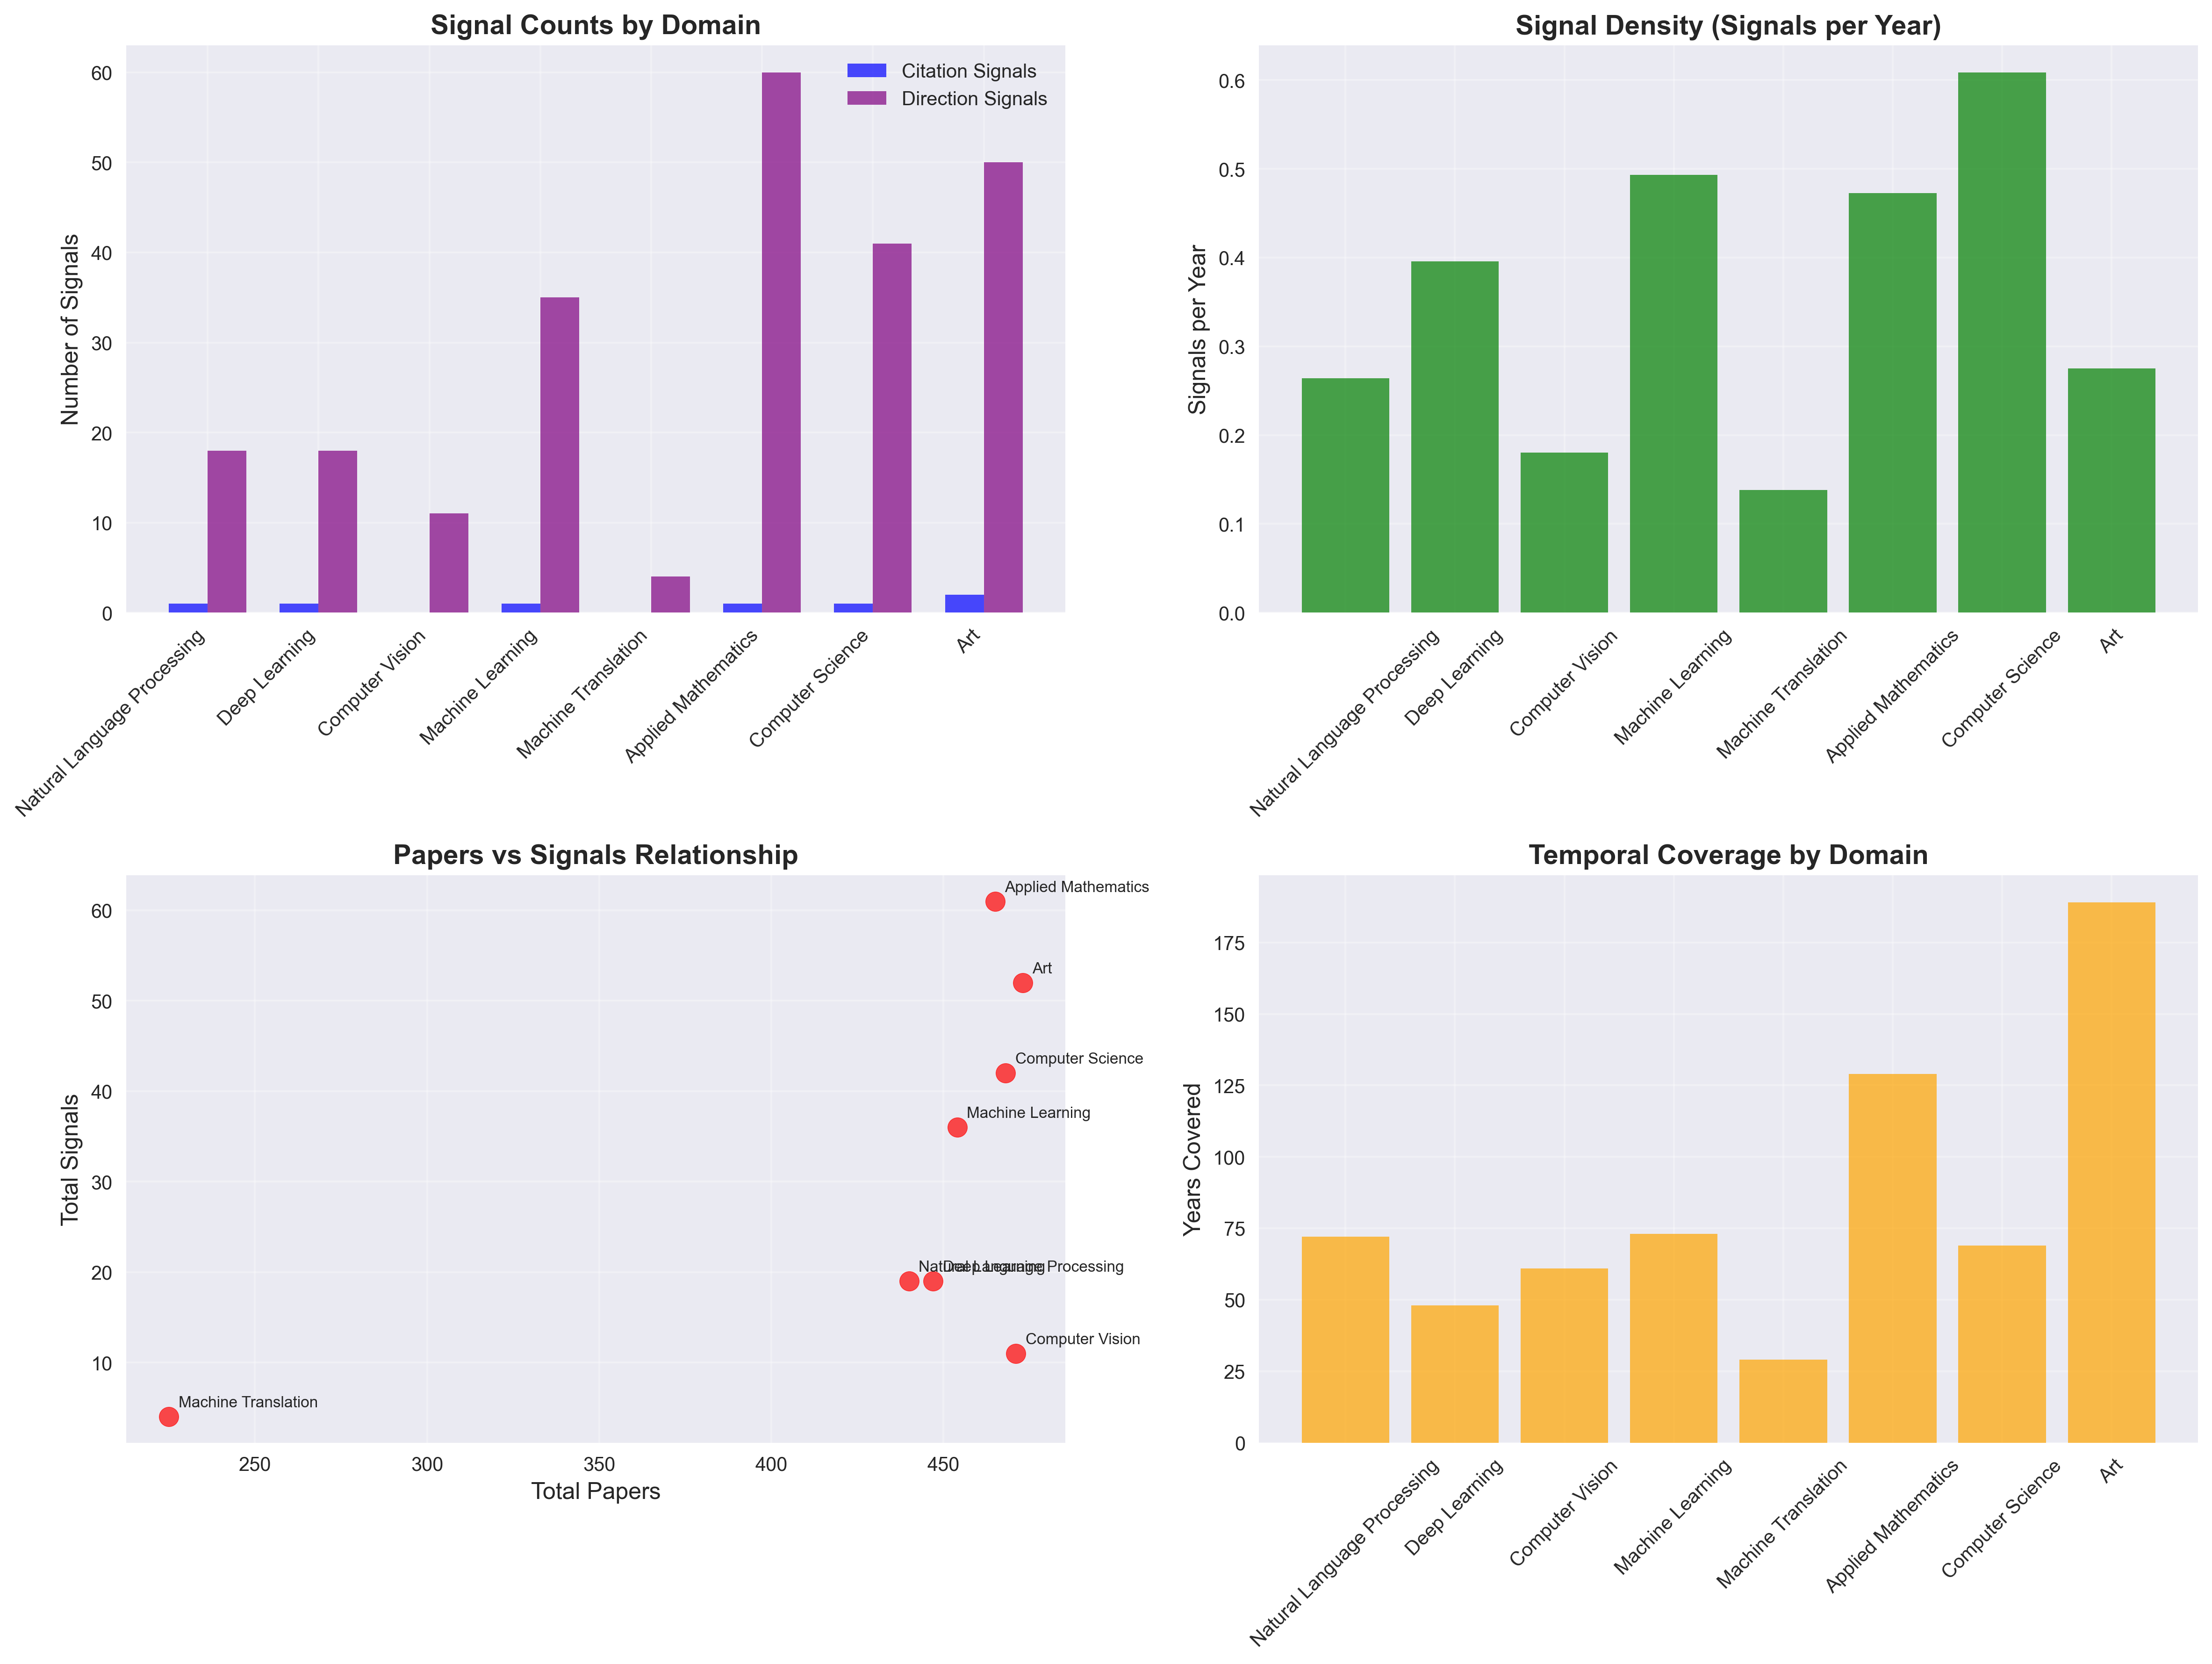 Signal Counts by Domain
Number of Signals
60
50
40
30
20
10
0
Citation Signals
Direction Signals
Natural Language Processing
Deep Learning
Computer Vision
Machine Learning
Machine Translation
Applied Mathematics
Computer Science
Art
Signal Density (Signals per Year)
Signals per Year
0.6
0.5
0.4
0.3
0.2
0.1
0.0
Natural Language Processing
Deep Learning
Computer Vision
Machine Learning
Machine Translation
Applied Mathematics
Computer Science
Art
Papers vs Signals Relationship
Total Signals
60
50
40
30
20
10
Applied Mathematics
Art
Computer Science
Machine Learning
Natural Language Processing
Deep Learning
Computer Vision
Machine Translation
250
300
350
400
450
Total Papers
Temporal Coverage by Domain
Years Covered
175
150
125
100
75
50
25
0
Natural Language Processing
Deep Learning
Computer Vision
Machine Learning
Machine Translation
Applied Mathematics
Computer Science
Art